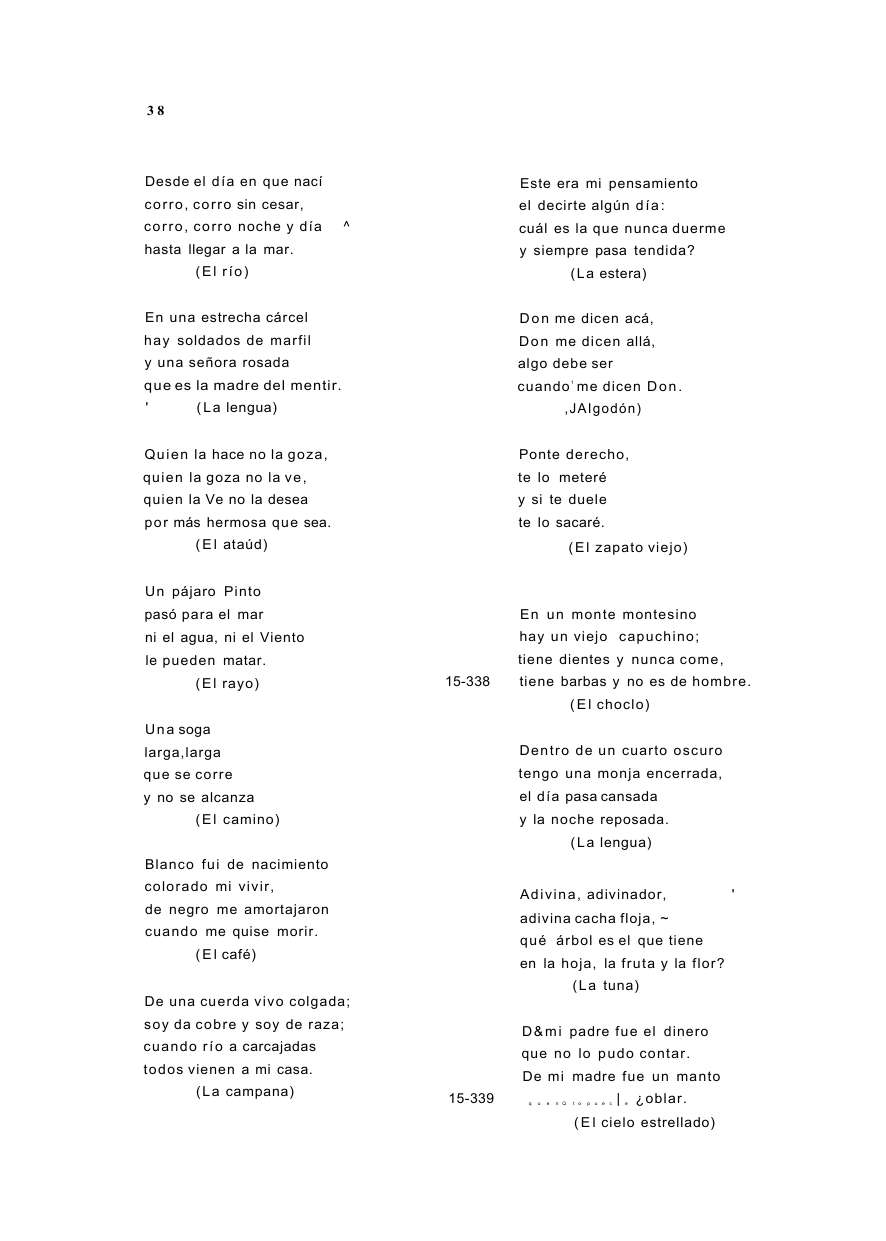 38
Desde el día en que nací
corro, corro sin cesar,
corro, corro noche y día ^
hasta llegar a la mar.
(El río)
En una estrecha cárcel
hay soldados de marfil
y una señora rosada
que es la madre del mentir.
' (La lengua)
Quien la hace no la goza,
quien la goza no la ve,
quien la Ve no la desea
por más hermosa que sea.
(El ataúd)
Un pájaro Pinto
pasó para el mar
ni el agua, ni el Viento
le pueden matar.
(El rayo)
Una soga
larga,larga
que se corre
y no se alcanza
(El camino)
Blanco fui de nacimiento
colorado mi vivir,
de negro me amortajaron
cuando me quise morir.
(El café)
De una cuerda vivo colgada;
soy da cobre y soy de raza;
cuando río a carcajadas
todos vienen a mi casa.
(La campana)
Este era mi pensamiento
el decirte algún día:
cuál es la que nunca duerme
y siempre pasa tendida?
(La estera)
Don me dicen acá,
Don me dicen allá,
algo debe ser
cuando' me dicen Don.
,JAlgodón)
Ponte derecho,
te lo meteré
y si te duele
te lo sacaré.
(El zapato viejo)
En un monte montesino
hay un viejo capuchino;
tiene dientes y nunca come,
15-338 tiene barbas y no es de hombre.
(El choclo)
Dentro de un cuarto oscuro
tengo una monja encerrada,
el día pasa cansada
y la noche reposada.
(La lengua)
Adivina, adivinador, '
adivina cacha floja, ~
qué árbol es el que tiene
en la hoja, la fruta y la flor?
(La tuna)
D&mi padre fue el dinero
que no lo pudo contar.
De mi madre fue un manto
15-339 ¿oblar.
(El cielo estrellado)